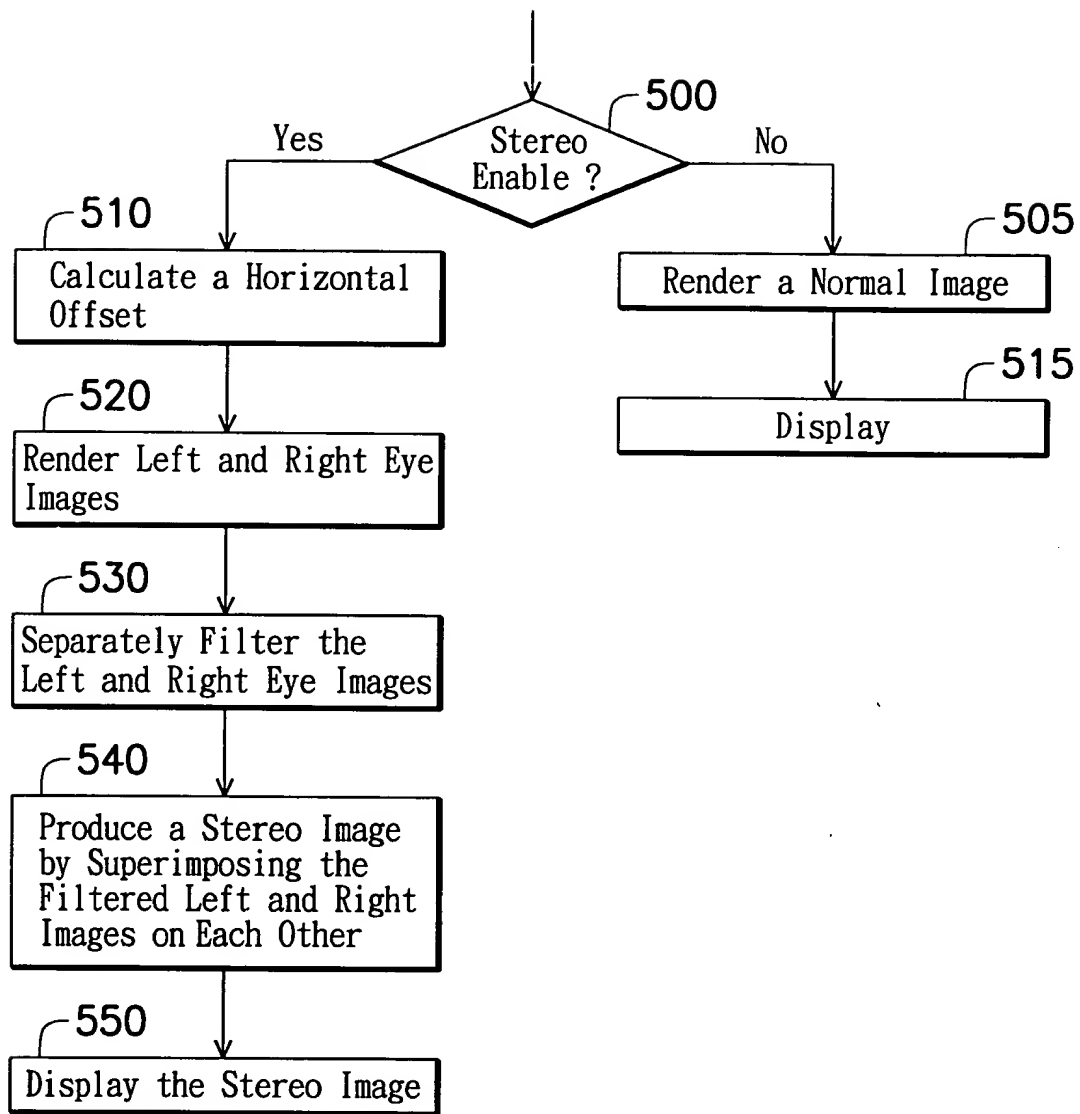 500
Stereo
Enable ?
Yes
No
510
Calculate a Horizontal
Offset
505
Render a Normal Image
520
Render Left and Right Eye
Images
515
Display
530
Separately Filter the
Left and Right Eye Images
540
Produce a Stereo Image
by Superimposing the
Filtered Left and Right
Images on Each Other
550
Display the Stereo Image